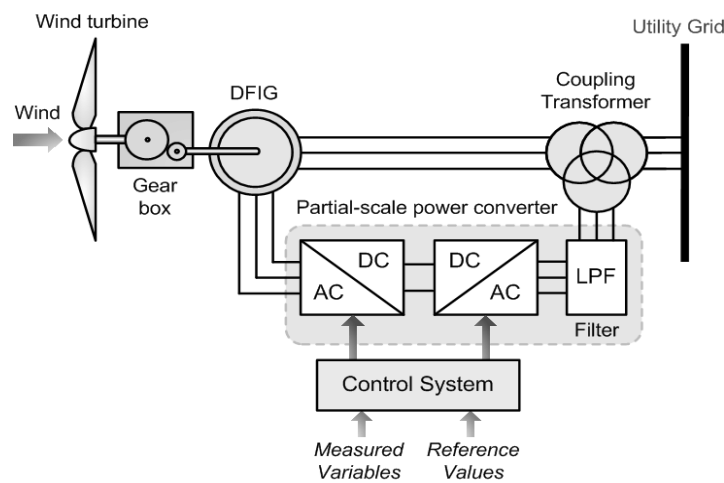 Wind turbine
Utility Grid
Coupling
Transformer
DFIG
Wind
Gear
box
Partial-scale power converter
DC
AC
DC
AC
LPF
Filter
Control System
Measured
Variables
Reference
Values